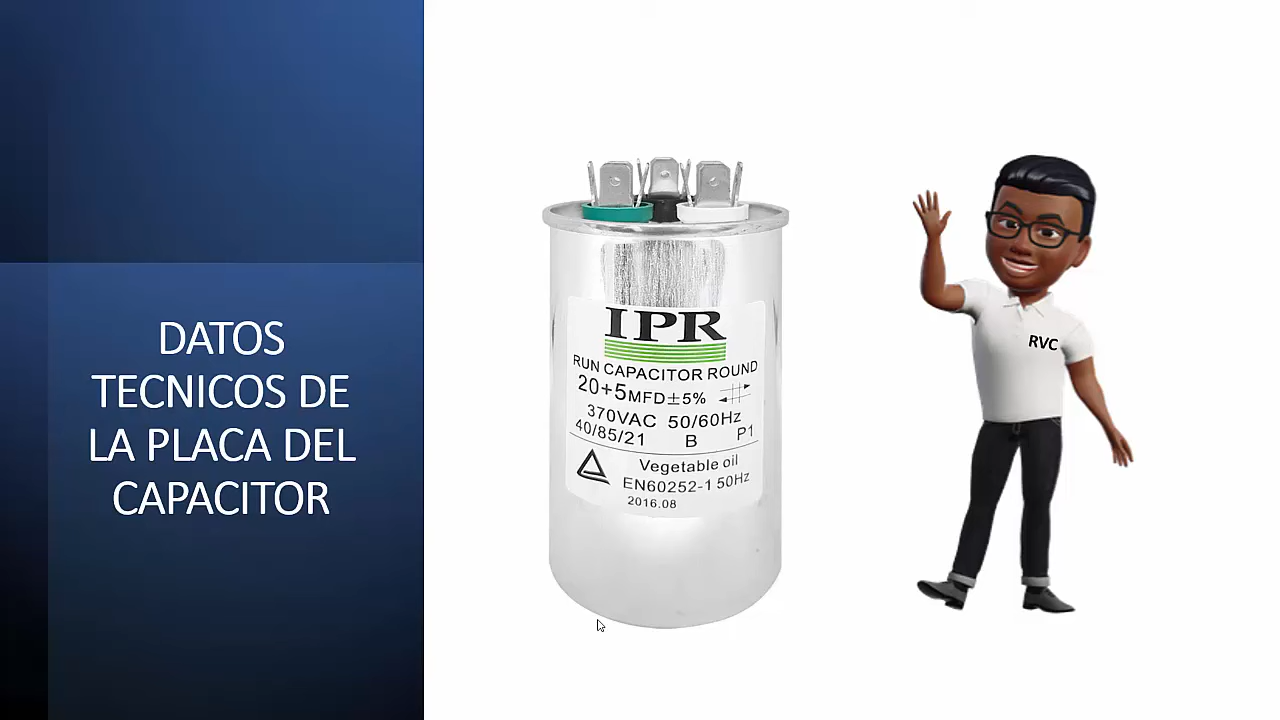 DATOS
TECNICOS DE
LA PLACA DEL
CAPACITOR
IPR
RUN CAPACITOR ROUND
20+5MFD±5%
370VAC 50/60Hz
40/85/21 B P1
Vegetable oil
EN60252-1 50Hz
2016.08
RVC